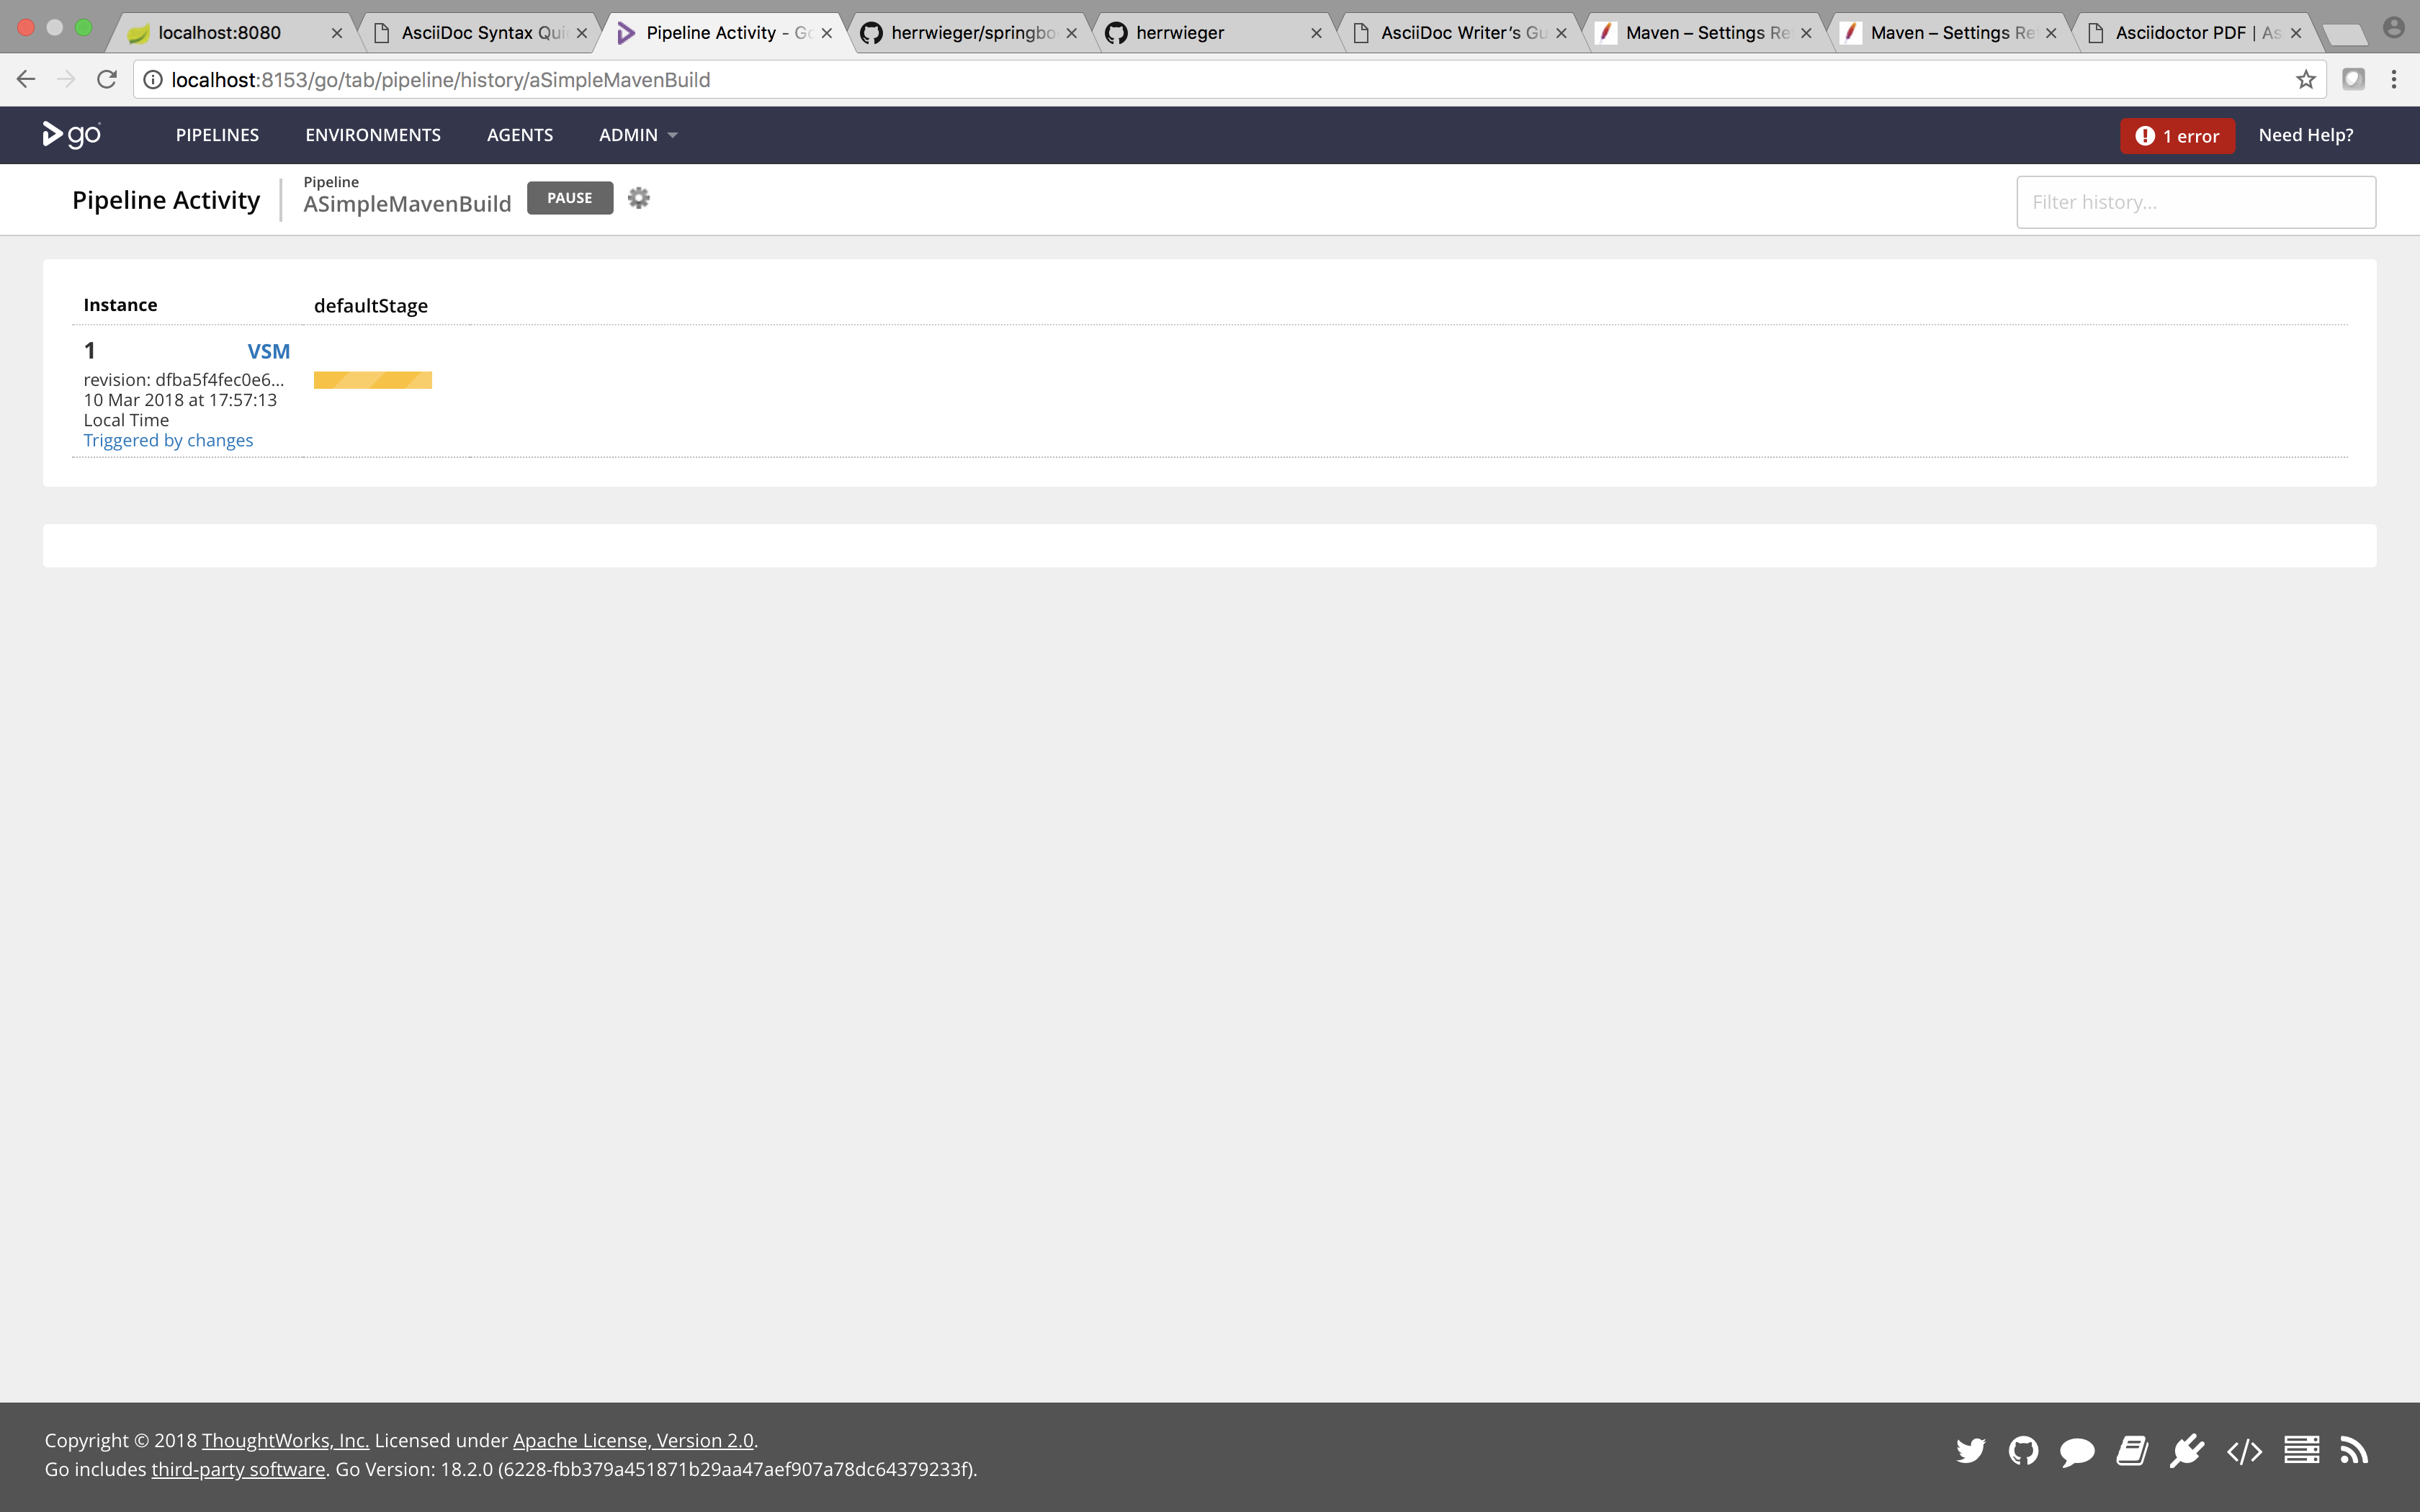 localhost:8080
AsciiDoc Syntax Qui
Pipeline Activity - Go
herrwieger/springbo
herrwieger
AsciiDoc Writer's Gu
Maven – Settings Re
Maven – Settings Re
Asciidoctor PDF | As
localhost:8153/go/tab/pipeline/history/aSimpleMavenBuild
go
PIPELINES
ENVIRONMENTS
AGENTS
ADMIN
1 error
Need Help?
Pipeline Activity
Pipeline
ASimpleMavenBuild
PAUSE
Filter history...
Instance
defaultStage
1
VSM
revision: dfba5f4fec0e6...
10 Mar 2018 at 17:57:13
Local Time
Triggered by changes
Copyright © 2018 ThoughtWorks, Inc. Licensed under Apache License, Version 2.0.
Go includes third-party software. Go Version: 18.2.0 (6228-fbb379a451871b29aa47aef907a78dc64379233f).